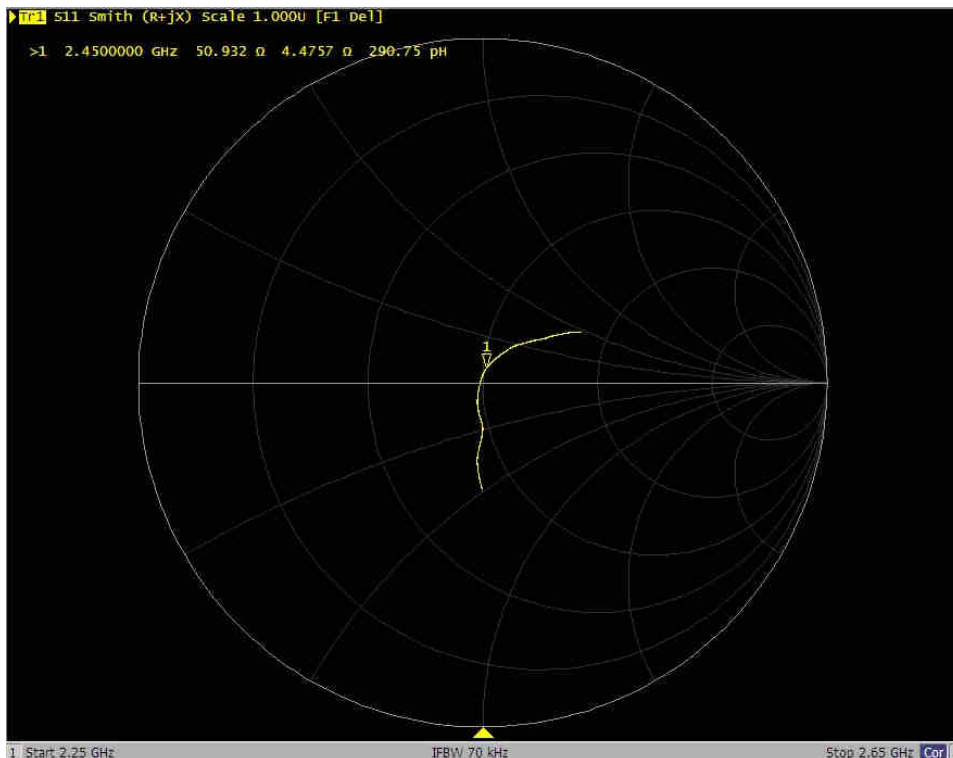 Tr1 S11 Smith (R+jX) Scale 1.000U [F1 Del]
>1 2.4500000 GHz 50.932 Ω 4.4757 Ω 290.75 pH
1
1 Start 2.25 GHz IFBW 70 kHz Stop 2.65 GHz Cor